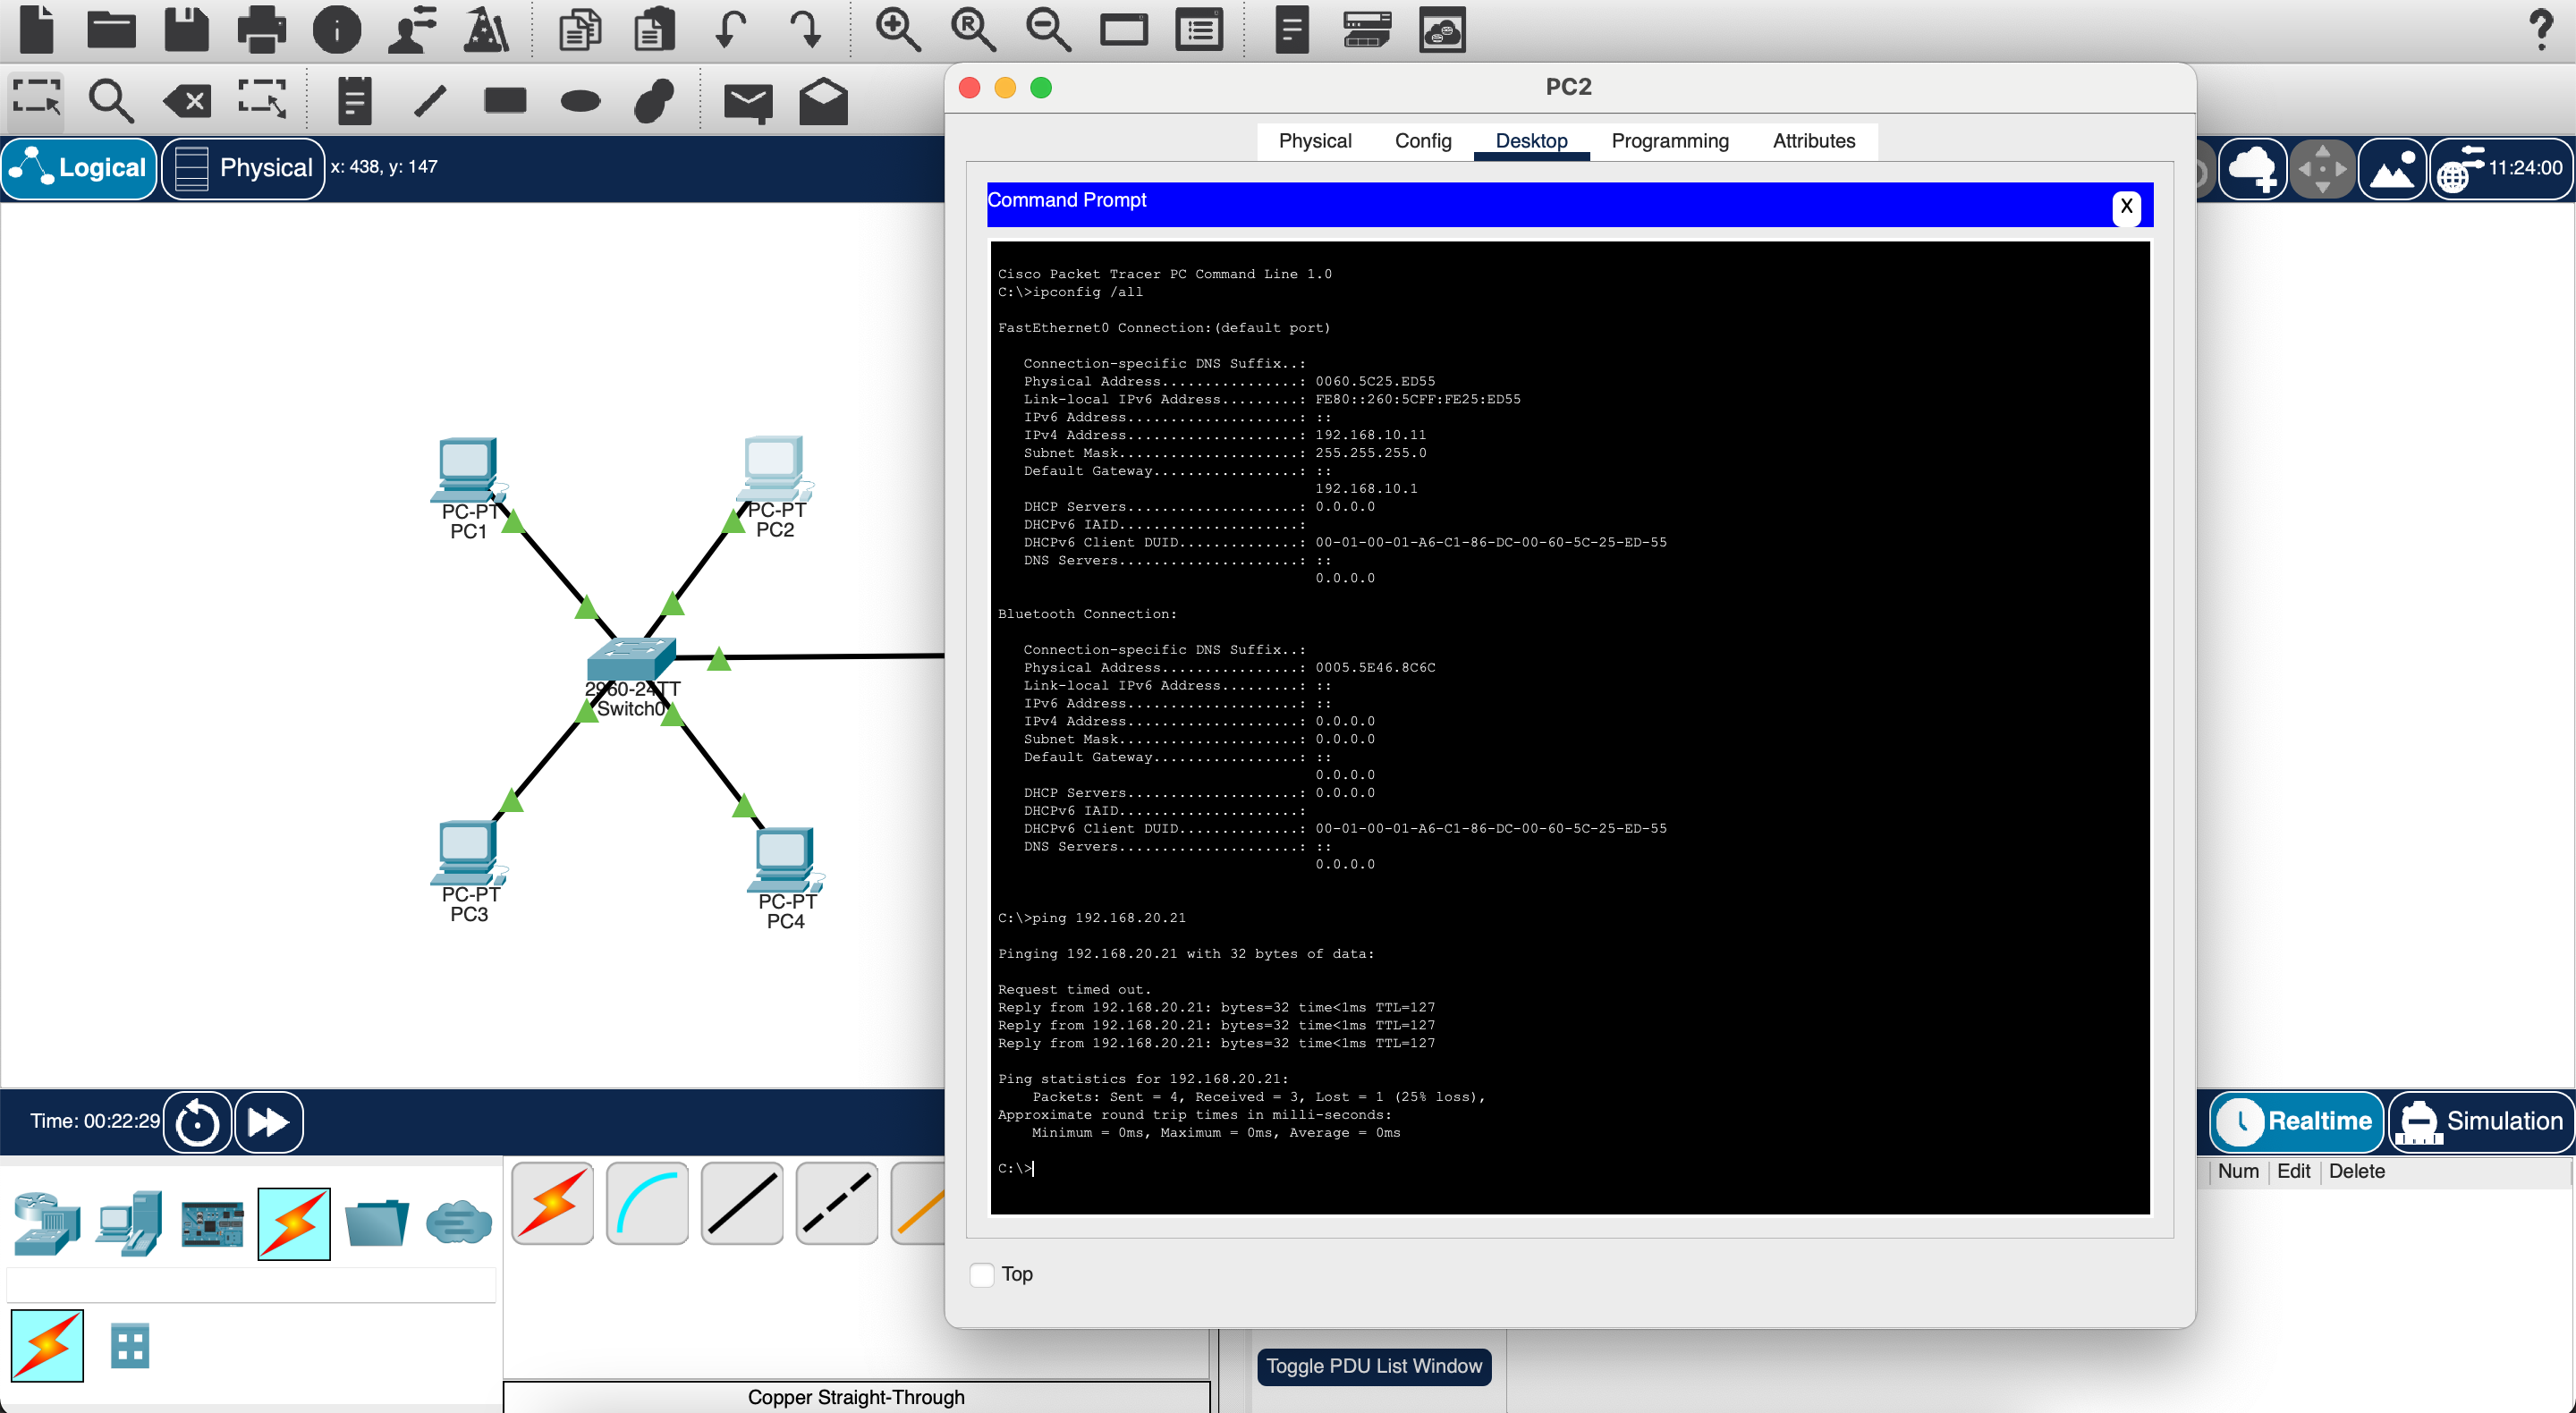 Logical
Physical
x: 438, y: 147
11:24:00
PC2
Physical
Config
Desktop
Programming
Attributes
Command Prompt
X
Cisco Packet Tracer PC Command Line 1.0
C:\>ipconfig /all
FastEthernet0 Connection:(default port)
Connection-specific DNS Suffix..:
Physical Address................: 0060.5C25.ED55
Link-local IPv6 Address.........: FE80::260:5CFF:FE25:ED55
IPv6 Address....................: ::
IPv4 Address....................: 192.168.10.11
Subnet Mask.....................: 255.255.255.0
Default Gateway.................: ::
192.168.10.1
DHCP Servers....................: 0.0.0.0
DHCPv6 IAID.....................:
DHCPv6 Client DUID..............: 00-01-00-01-A6-C1-86-DC-00-60-5C-25-ED-55
DNS Servers.....................: ::
0.0.0.0
Bluetooth Connection:
Connection-specific DNS Suffix..:
Physical Address................: 0005.5E46.8C6C
Link-local IPv6 Address.........: ::
IPv6 Address....................: ::
IPv4 Address....................: 0.0.0.0
Subnet Mask.....................: 0.0.0.0
Default Gateway.................: ::
0.0.0.0
DHCP Servers....................: 0.0.0.0
DHCPv6 IAID.....................:
DHCPv6 Client DUID..............: 00-01-00-01-A6-C1-86-DC-00-60-5C-25-ED-55
DNS Servers.....................: ::
0.0.0.0
C:\>ping 192.168.20.21
Pinging 192.168.20.21 with 32 bytes of data:
Request timed out.
Reply from 192.168.20.21: bytes=32 time<1ms TTL=127
Reply from 192.168.20.21: bytes=32 time<1ms TTL=127
Reply from 192.168.20.21: bytes=32 time<1ms TTL=127
Ping statistics for 192.168.20.21:
Packets: Sent = 4, Received = 3, Lost = 1 (25% loss),
Approximate round trip times in milli-seconds:
Minimum = 0ms, Maximum = 0ms, Average = 0ms
C:\>
Top
PC-PT
PC1
PC-PT
PC2
2960-24TT
Switch0
PC-PT
PC3
PC-PT
PC4
Time: 00:22:29
Realtime
Simulation
Num
Edit
Delete
Toggle PDU List Window
Copper Straight-Through